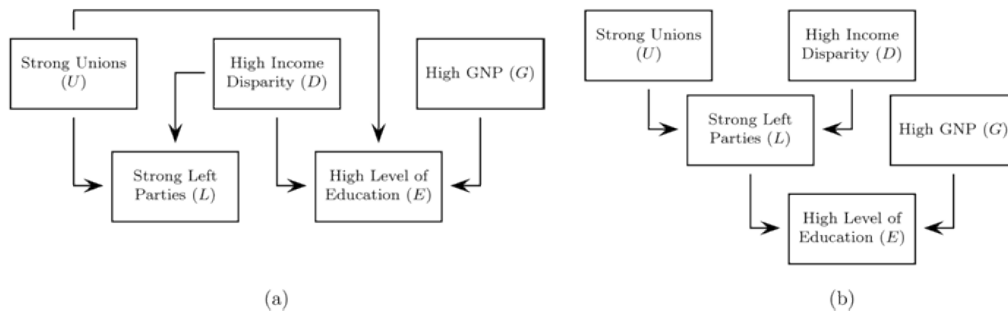 Strong Unions
(U)
High Income
Disparity (D)
High GNP (G)
Strong Left
Parties (L)
High Level of
Education (E)
(a)
Strong Unions
(U)
High Income
Disparity (D)
Strong Left
Parties (L)
High GNP (G)
High Level of
Education (E)
(b)